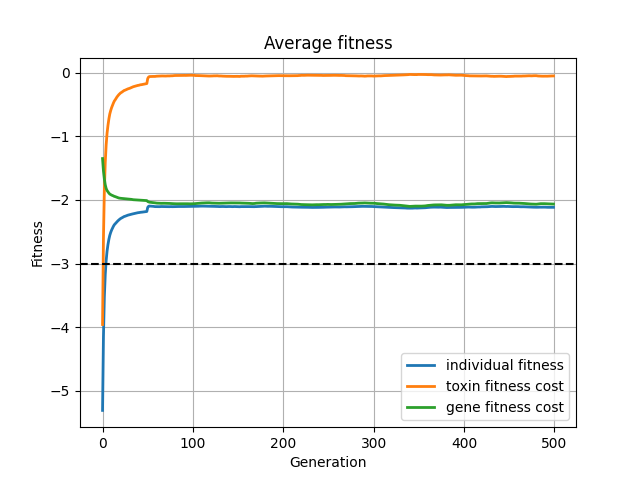 Average fitness
Fitness
0
−1
−2
−3
−4
−5
individual fitness
toxin fitness cost
gene fitness cost
0 100 200 300 400 500
Generation